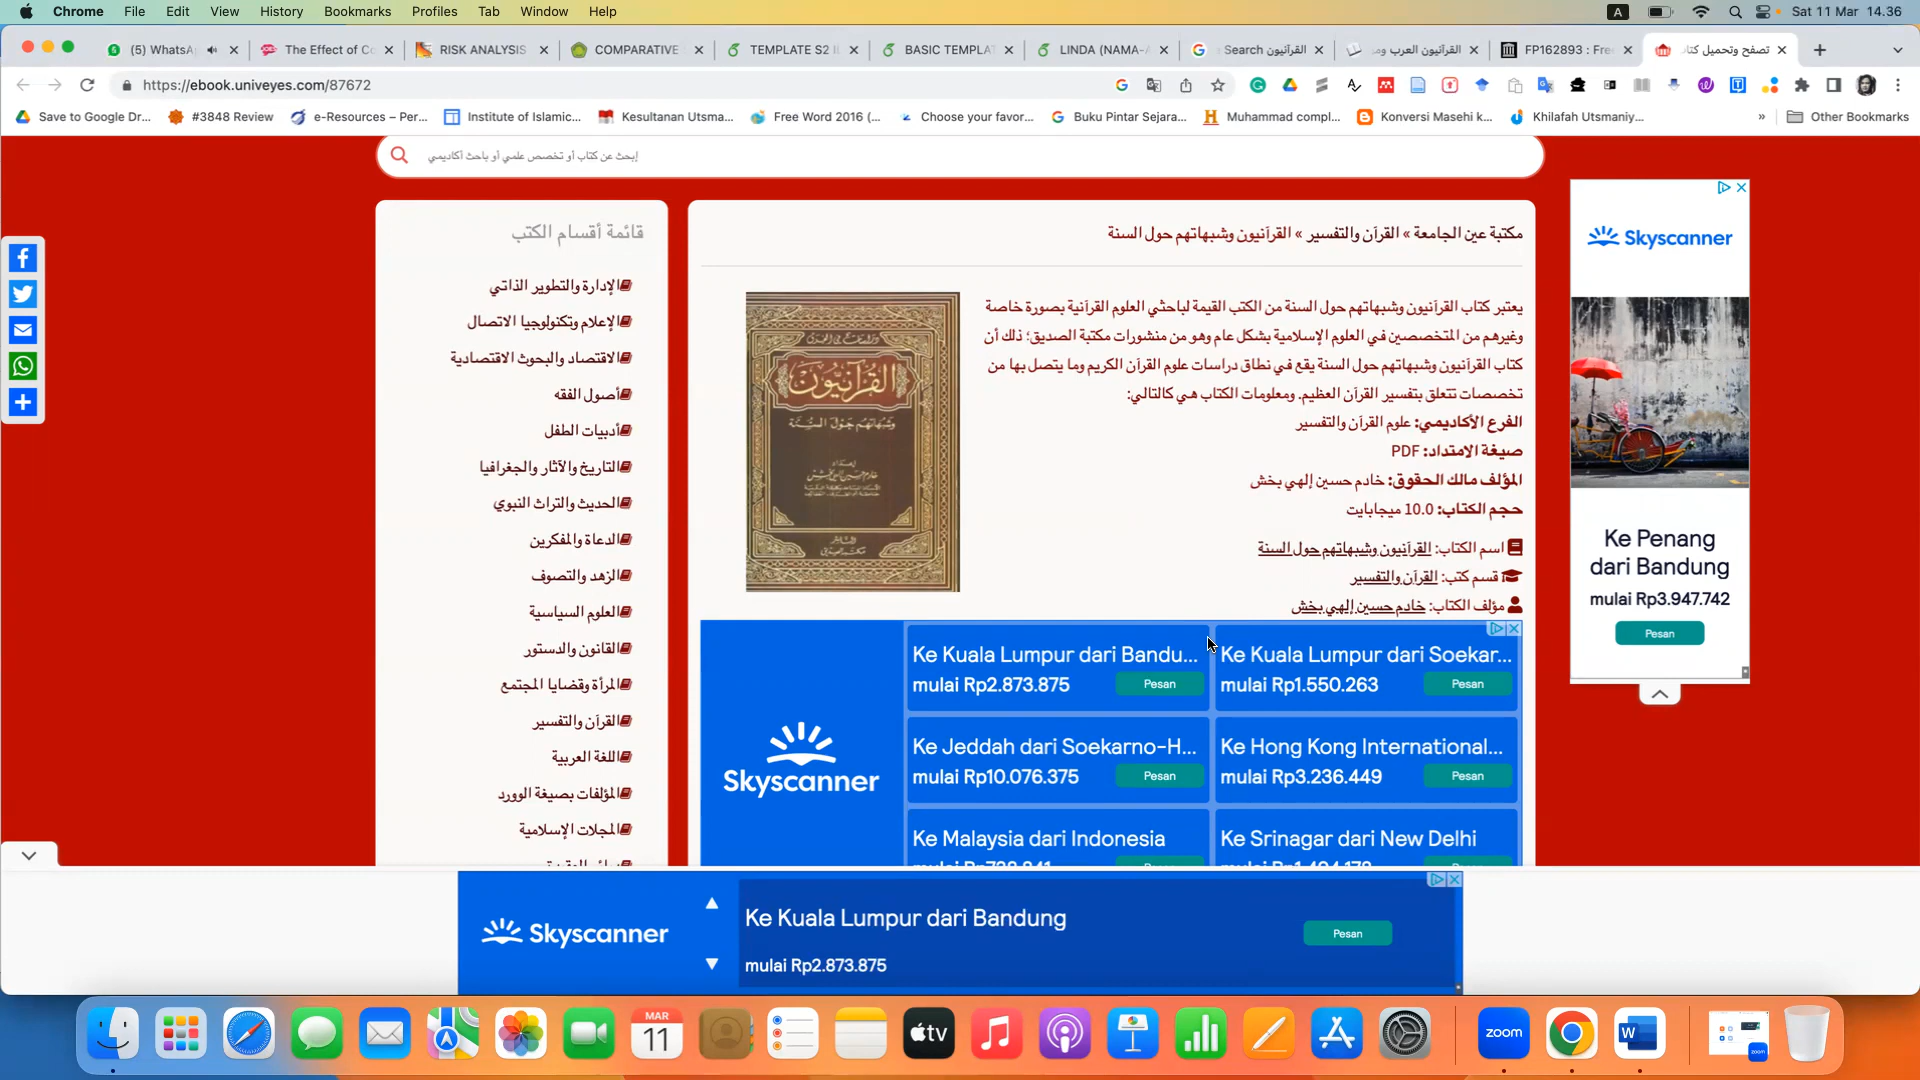 Chrome File Edit View History Bookmarks Profiles Tab Window Help
A Sat 11 Mar 14.36
(5) WhatsA
The Effect of Co
RISK ANALYSIS
COMPARATIVE
TEMPLATE S2 I
BASIC TEMPLAT
LINDA (NAMA-A
Search القرآنيون
القرآنيون العرب ومو
FP162893 : Fre
تصفح وتحميل كتاب
https://ebook.univeyes.com/87672
Save to Google Dr...
#3848 Review
e-Resources – Per...
Institute of Islamic...
Kesultanan Utsma...
Free Word 2016 (...
Choose your favor...
Buku Pintar Sejara...
Muhammad compl...
Konversi Masehi k...
Khilafah Utsmaniy...
»
Other Bookmarks
إبحث عن كتاب أو تخصص علمي أو باحث أكاديمي
قائمة أقسام الكتب
الإدارة والتطوير الذاتي
الإعلام وتكنولوجيا الاتصال
الاقتصاد والبحوث الاقتصادية
أصول الفقه
أدبيات الطفل
التاريخ والآثار والجغرافيا
الحديث والتراث النبوي
الدعاة والمفكرين
الزهد والتصوف
العلوم السياسية
القانون والدستور
المرأة وقضايا المجتمع
القرآن والتفسير
اللغة العربية
المؤلفات بصيغة الوورد
المجلات الإسلامية
مكتبة عين الجامعة » القرآن والتفسير » القرآنيون وشبهاتهم حول السنة
يعتبر كتاب القرآنيون وشبهاتهم حول السنة من الكتب القيمة لباحثي العلوم القرآنية بصورة خاصة
وغيرهم من المتخصصين في العلوم الإسلامية بشكل عام وهو من منشورات مكتبة الصديق؛ ذلك أن
كتاب القرآنيون وشبهاتهم حول السنة يقع في نطاق دراسات علوم القرآن الكريم وما يتصل بها من
تخصصات تتعلق بتفسير القرآن العظيم. ومعلومات الكتاب هي كالتالي:
الفرع الأكاديمي: علوم القرآن والتفسير
صيغة الامتداد: PDF
المؤلف مالك الحقوق: خادم حسين إلهي بخش
حجم الكتاب: 10.0 ميجابايت
اسم الكتاب: القرآنيون وشبهاتهم حول السنة
قسم كتب: القرآن والتفسير
مؤلف الكتاب: خادم حسين إلهي بخش
القرآنيون
وشبهاتهم حول السنة
Skyscanner
Ke Kuala Lumpur dari Bandu...
mulai Rp2.873.875 Pesan
Ke Kuala Lumpur dari Soekar...
mulai Rp1.550.263 Pesan
Ke Jeddah dari Soekarno-H...
mulai Rp10.076.375 Pesan
Ke Hong Kong International...
mulai Rp3.236.449 Pesan
Ke Malaysia dari Indonesia
Ke Srinagar dari New Delhi
Skyscanner
Ke Penang
dari Bandung
mulai Rp3.947.742
Pesan
Skyscanner
Ke Kuala Lumpur dari Bandung
mulai Rp2.873.875
Pesan
MAR
11
tv
zoom
W
zoom